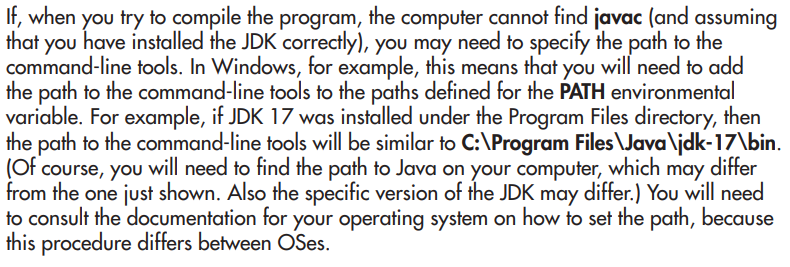 If, when you try to compile the program, the computer cannot find javac (and assuming
that you have installed the JDK correctly), you may need to specify the path to the
command-line tools. In Windows, for example, this means that you will need to add
the path to the command-line tools to the paths defined for the PATH environmental
variable. For example, if JDK 17 was installed under the Program Files directory, then
the path to the command-line tools will be similar to C:\Program Files\Java\jdk-17\bin.
(Of course, you will need to find the path to Java on your computer, which may differ
from the one just shown. Also the specific version of the JDK may differ.) You will need
to consult the documentation for your operating system on how to set the path, because
this procedure differs between OSes.